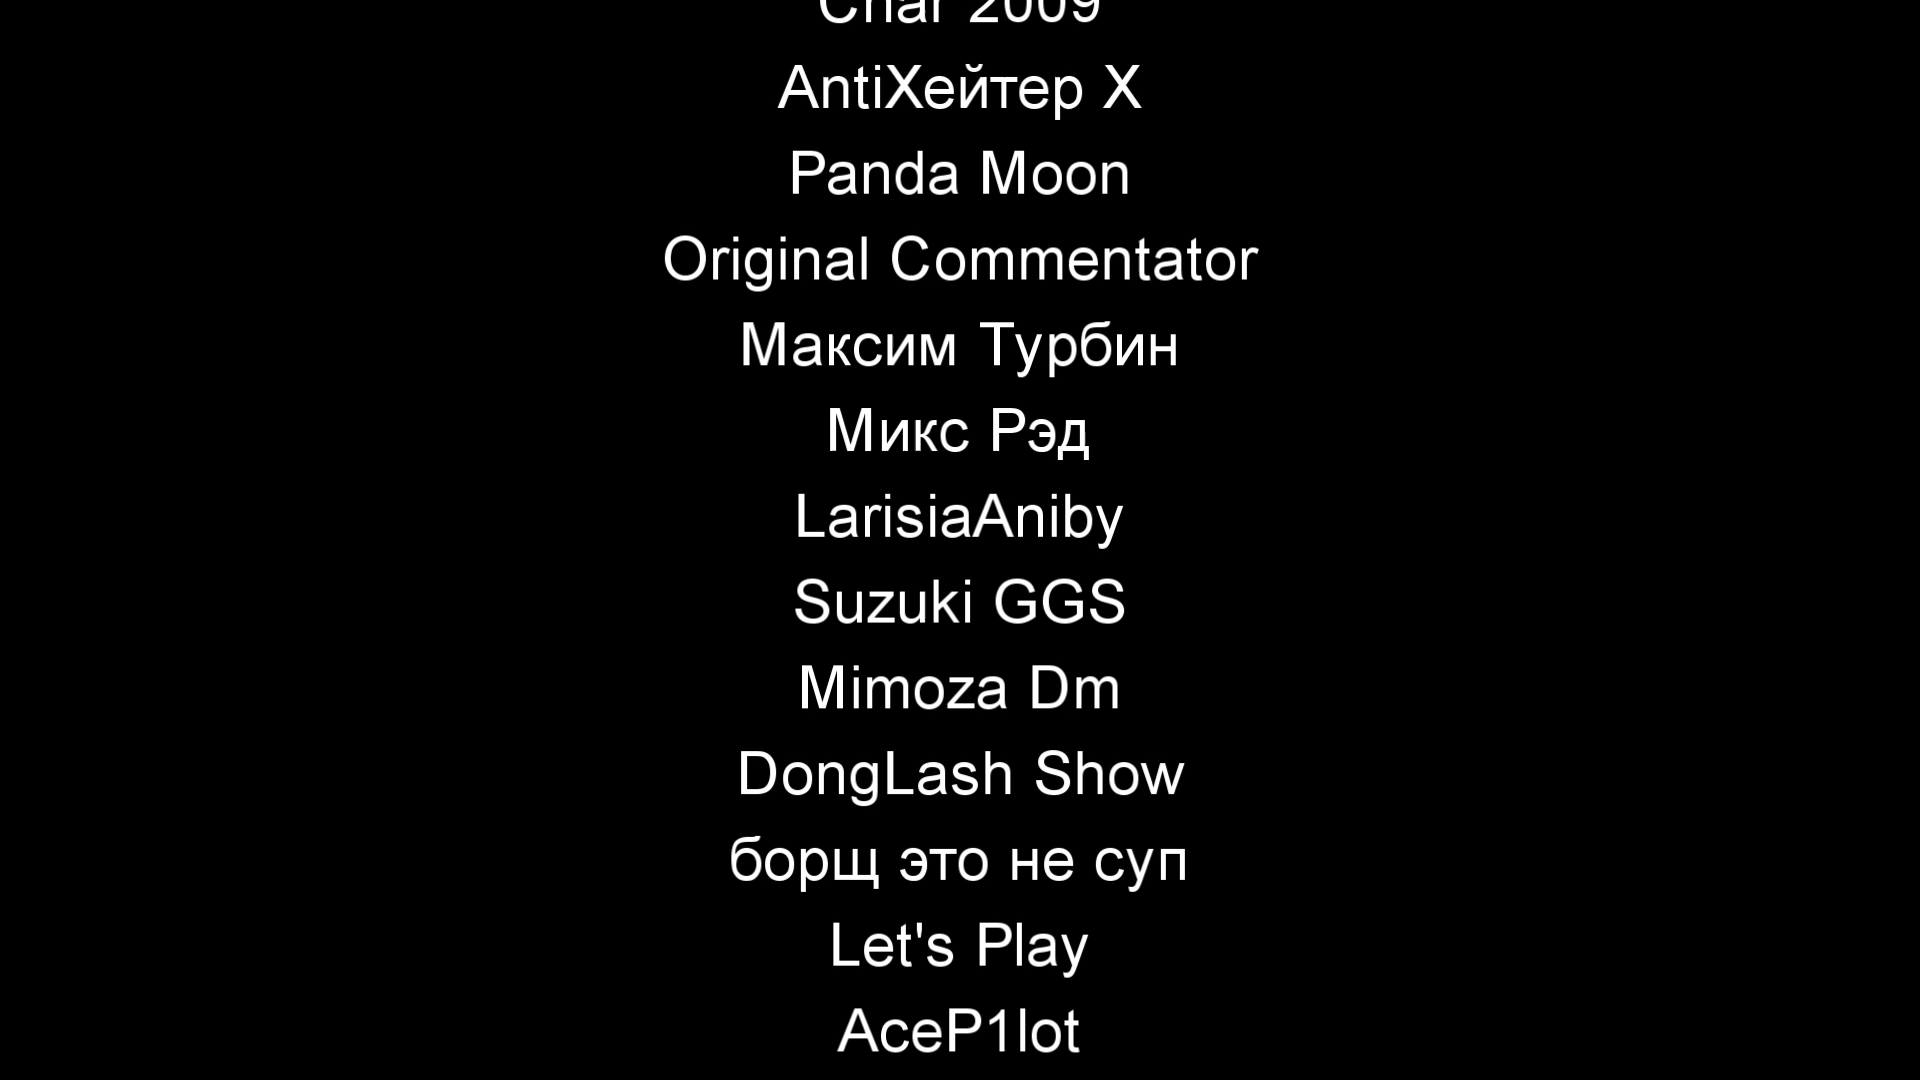 2009
AntiХейтер X
Panda Moon
Original Commentator
Максим Турбин
Микс Рэд
LarisiaAniby
Suzuki GGS
Mimoza Dm
DongLash Show
борщ это не суп
Let's Play
AceP1lot